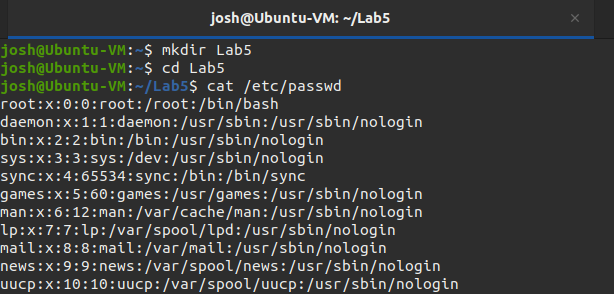 josh@Ubuntu-VM: ~/Lab5
josh@Ubuntu-VM:~$ mkdir Lab5
josh@Ubuntu-VM:~$ cd Lab5
josh@Ubuntu-VM:~/Lab5$ cat /etc/passwd
root:x:0:0:root:/root:/bin/bash
daemon:x:1:1:daemon:/usr/sbin:/usr/sbin/nologin
bin:x:2:2:bin:/bin:/usr/sbin/nologin
sys:x:3:3:sys:/dev:/usr/sbin/nologin
sync:x:4:65534:sync:/bin:/bin/sync
games:x:5:60:games:/usr/games:/usr/sbin/nologin
man:x:6:12:man:/var/cache/man:/usr/sbin/nologin
lp:x:7:7:lp:/var/spool/lpd:/usr/sbin/nologin
mail:x:8:8:mail:/var/mail:/usr/sbin/nologin
news:x:9:9:news:/var/spool/news:/usr/sbin/nologin
uucp:x:10:10:uucp:/var/spool/uucp:/usr/sbin/nologin